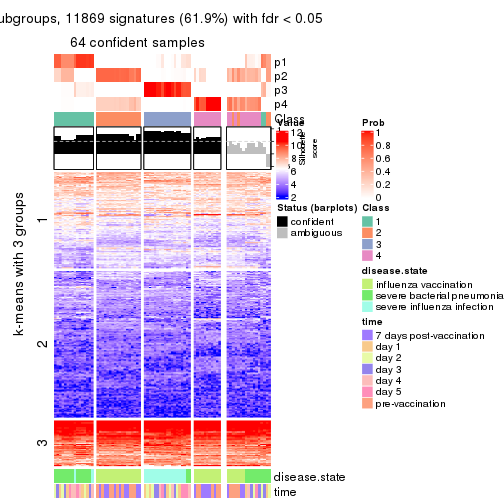 ubgroups, 11869 signatures (61.9%) with fdr < 0.05
64 confident samples
p1
p2
p3
p4
Class
k-means with 3 groups
1
2
3
Silhouette
score
Value
12
10
8
6
4
2
Status (barplots)
confident
ambiguous
Prob
1
0.8
0.6
0.4
0.2
0
Class
1
2
3
4
disease.state
influenza vaccination
severe bacterial pneumonia
severe influenza infection
time
7 days post-vaccination
day 1
day 2
day 3
day 4
day 5
pre-vaccination
disease.state
time